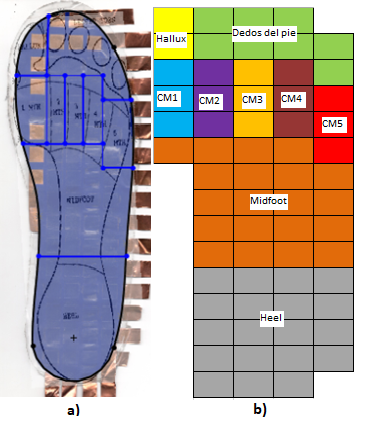 Hallux
Dedos del pie
CM1
CM2
CM3
CM4
CM5
Midfoot
Heel
a)
b)